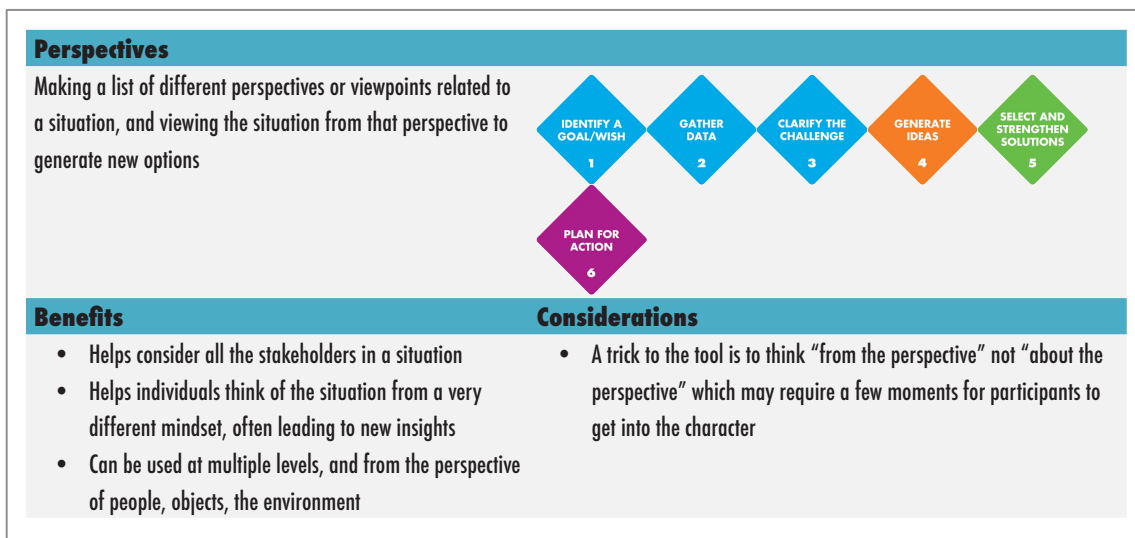 Perspectives
Making a list of different perspectives or viewpoints related to
a situation, and viewing the situation from that perspective to
generate new options
IDENTIFY A
GOAL/WISH
1
GATHER
DATA
2
CLARIFY THE
CHALLENGE
3
GENERATE
IDEAS
4
SELECT AND
STRENGTHEN
SOLUTIONS
5
PLAN FOR
ACTION
6
Benefits
• Helps consider all the stakeholders in a situation
• Helps individuals think of the situation from a very
different mindset, often leading to new insights
• Can be used at multiple levels, and from the perspective
of people, objects, the environment
Considerations
• A trick to the tool is to think “from the perspective” not “about the
perspective” which may require a few moments for participants to
get into the character